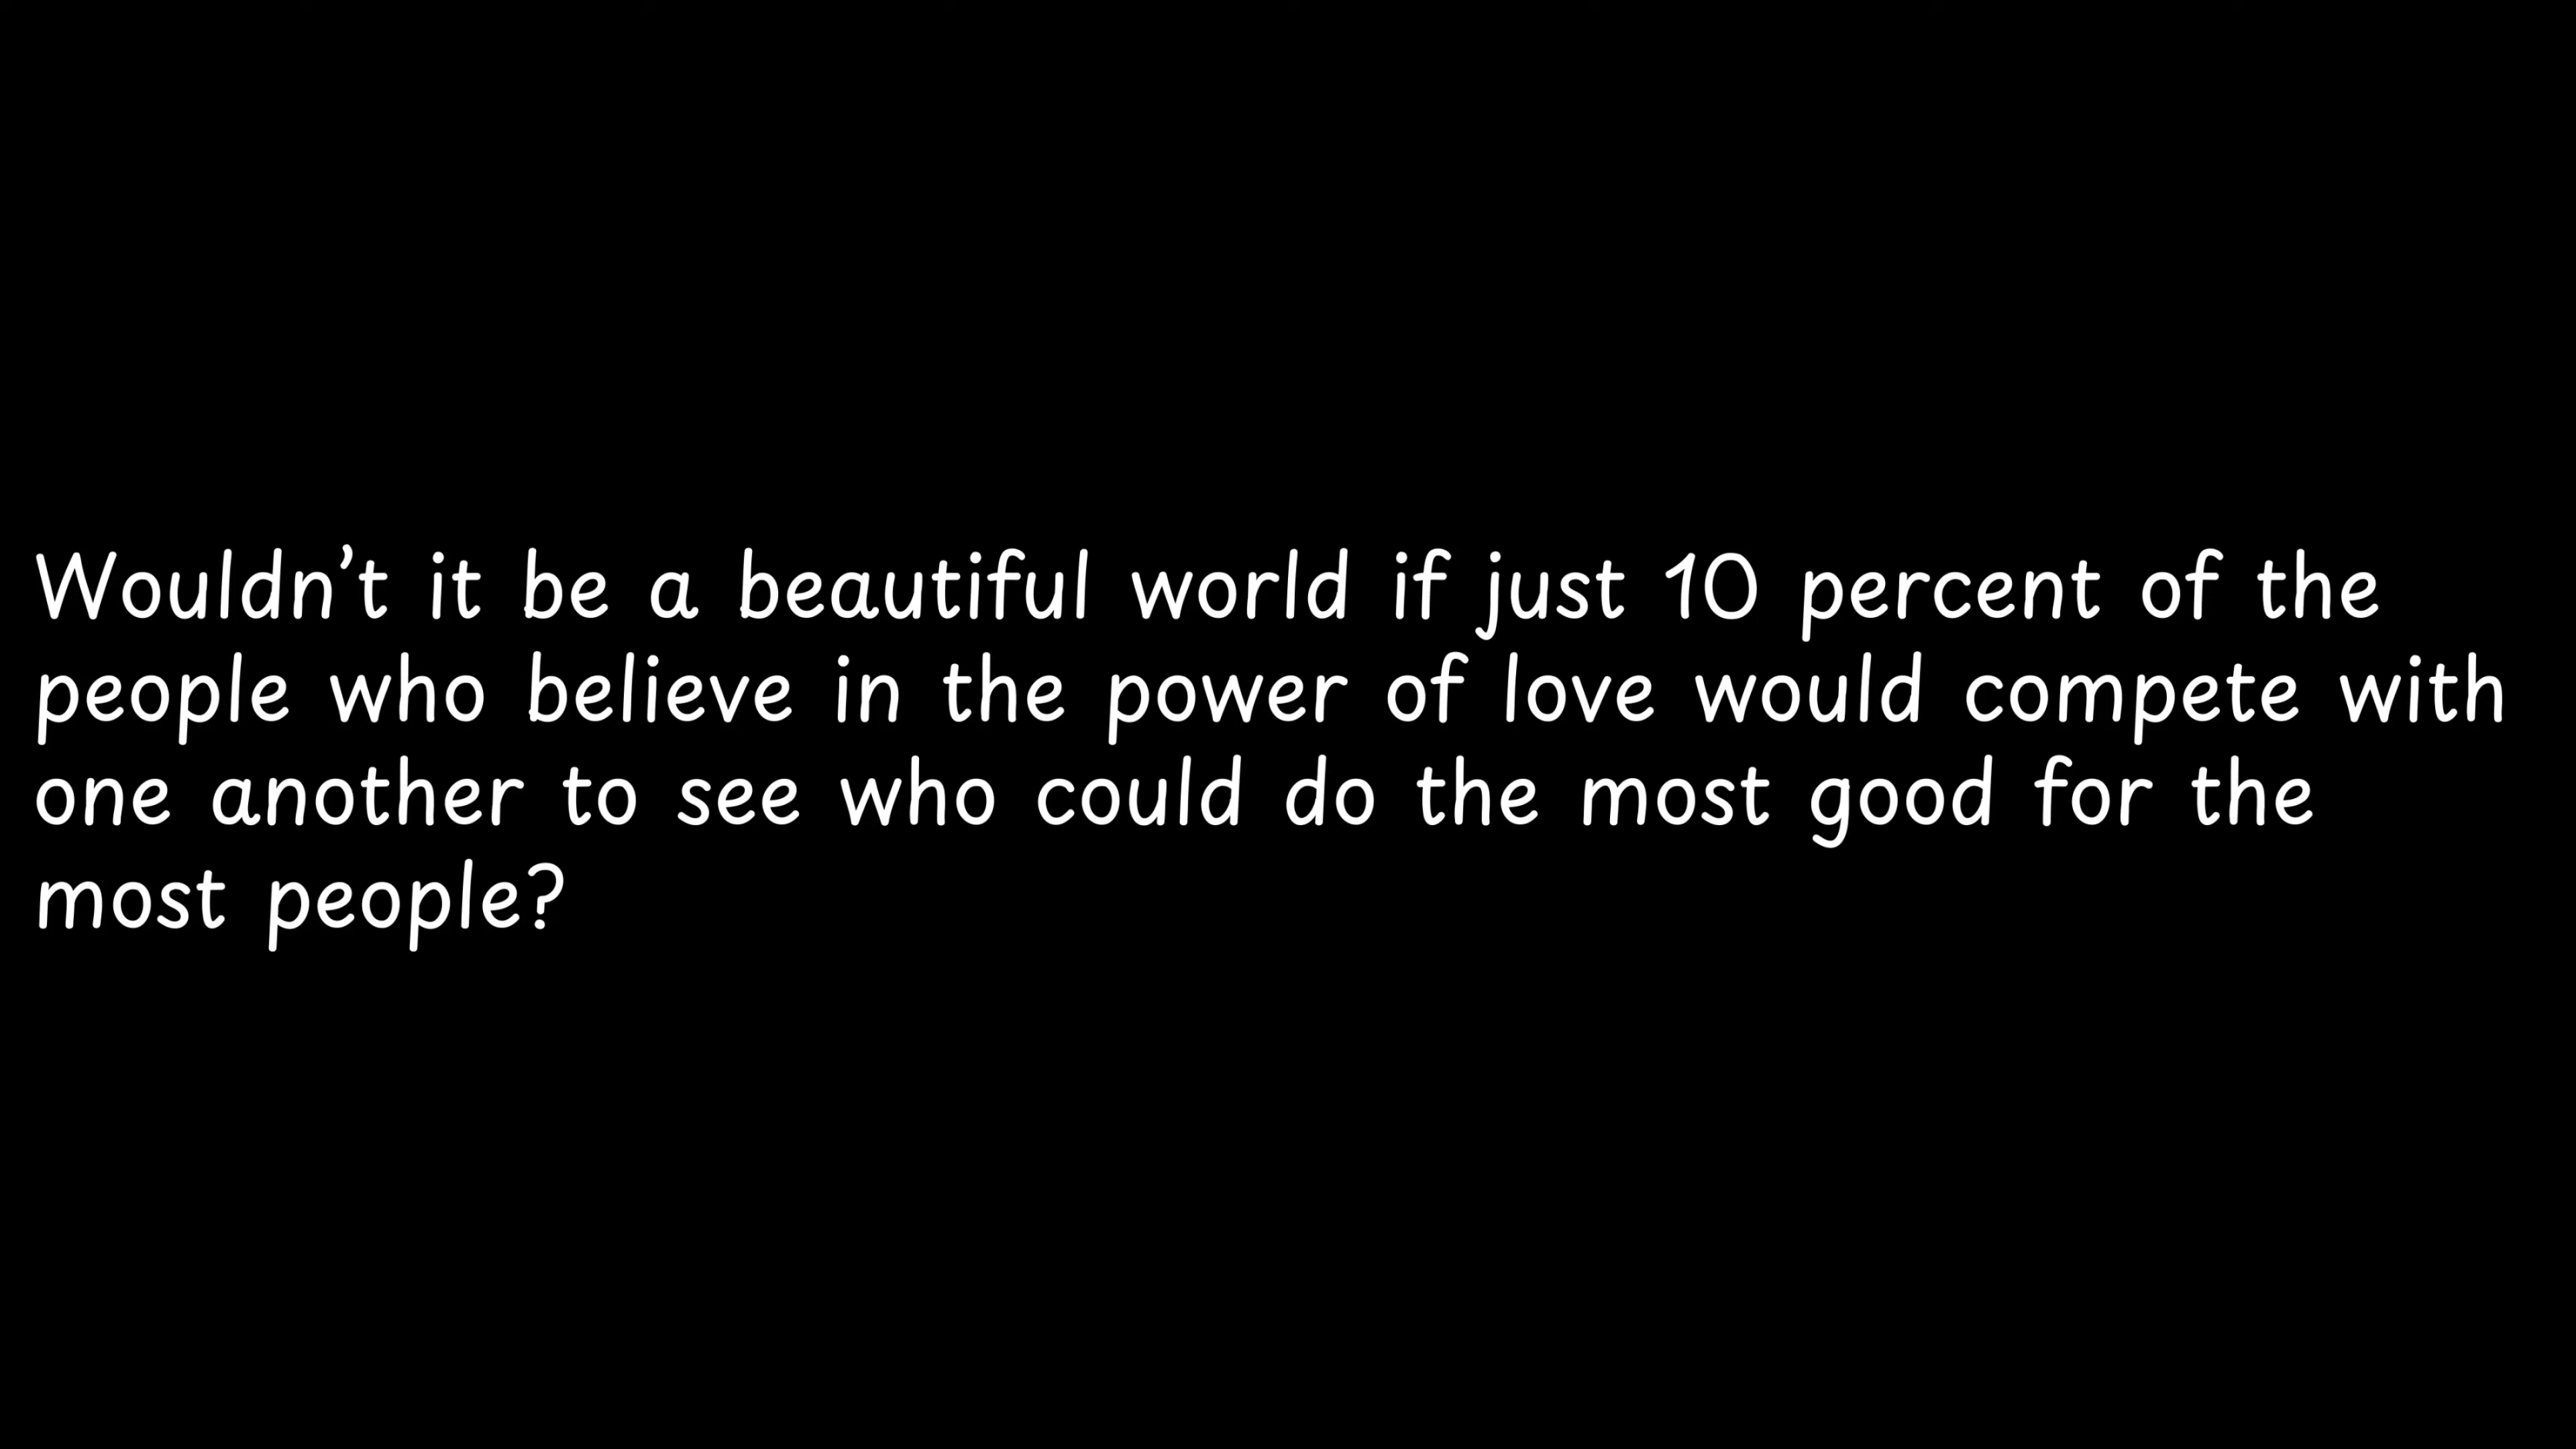 Wouldn’t it be a beautiful world if just 10 percent of the
people who believe in the power of love would compete with
one another to see who could do the most good for the
most people?